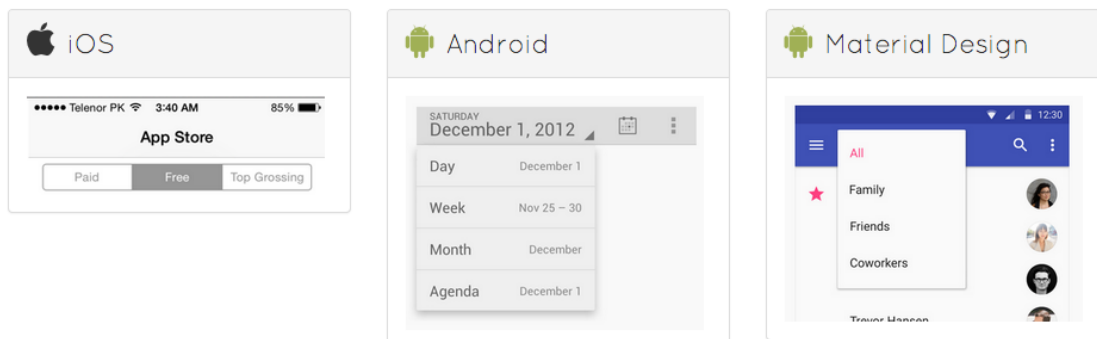 iOS
Telenor PK 3:40 AM 85%
App Store
Paid Free Top Grossing
Android
SATURDAY
December 1, 2012
Day December 1
Week Nov 25 – 30
Month December
Agenda December 1
Material Design
12:30
All
Family
Friends
Coworkers
Trevor Hansen